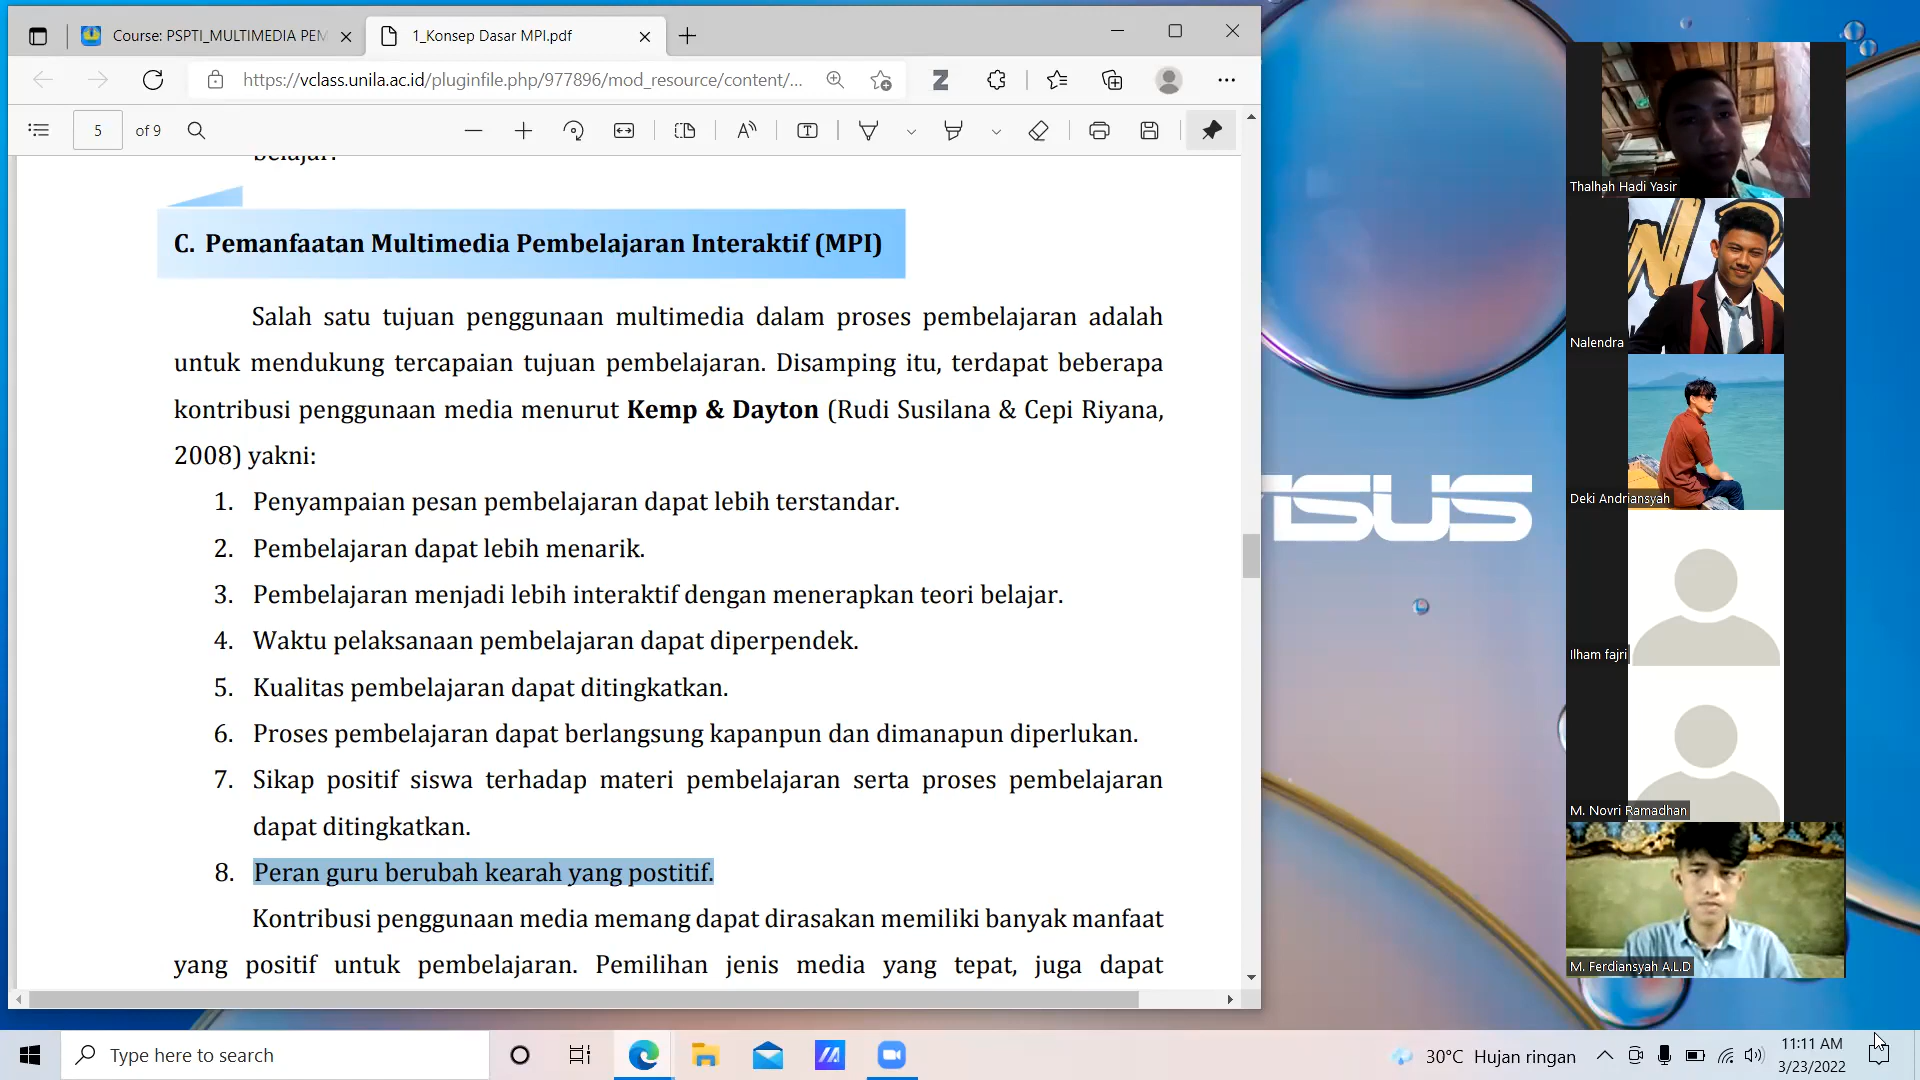 Course: PSPTI_MULTIMEDIA PEM
1_Konsep Dasar MPI.pdf
https://vclass.unila.ac.id/pluginfile.php/977896/mod_resource/content/...
5 of 9
belajar.
C. Pemanfaatan Multimedia Pembelajaran Interaktif (MPI)
Salah satu tujuan penggunaan multimedia dalam proses pembelajaran adalah
untuk mendukung tercapaian tujuan pembelajaran. Disamping itu, terdapat beberapa
kontribusi penggunaan media menurut Kemp & Dayton (Rudi Susilana & Cepi Riyana,
2008) yakni:
1. Penyampaian pesan pembelajaran dapat lebih terstandar.
2. Pembelajaran dapat lebih menarik.
3. Pembelajaran menjadi lebih interaktif dengan menerapkan teori belajar.
4. Waktu pelaksanaan pembelajaran dapat diperpendek.
5. Kualitas pembelajaran dapat ditingkatkan.
6. Proses pembelajaran dapat berlangsung kapanpun dan dimanapun diperlukan.
7. Sikap positif siswa terhadap materi pembelajaran serta proses pembelajaran
dapat ditingkatkan.
8. Peran guru berubah kearah yang postitif.
Kontribusi penggunaan media memang dapat dirasakan memiliki banyak manfaat
yang positif untuk pembelajaran. Pemilihan jenis media yang tepat, juga dapat
ASUS
Thalhah Hadi Yasir
Nalendra
Deki Andriansyah
Ilham fajri
M. Novri Ramadhan
M. Ferdiansyah A.L.D
Type here to search
30°C Hujan ringan
11:11 AM
3/23/2022